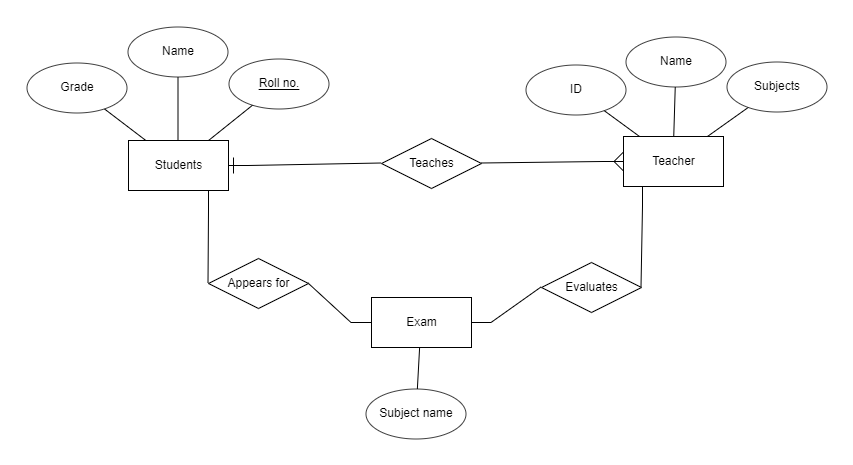 Name
Grade
Roll no.
Name
ID
Subjects
Students
Teaches
Teacher
Appears for
Evaluates
Exam
Subject name